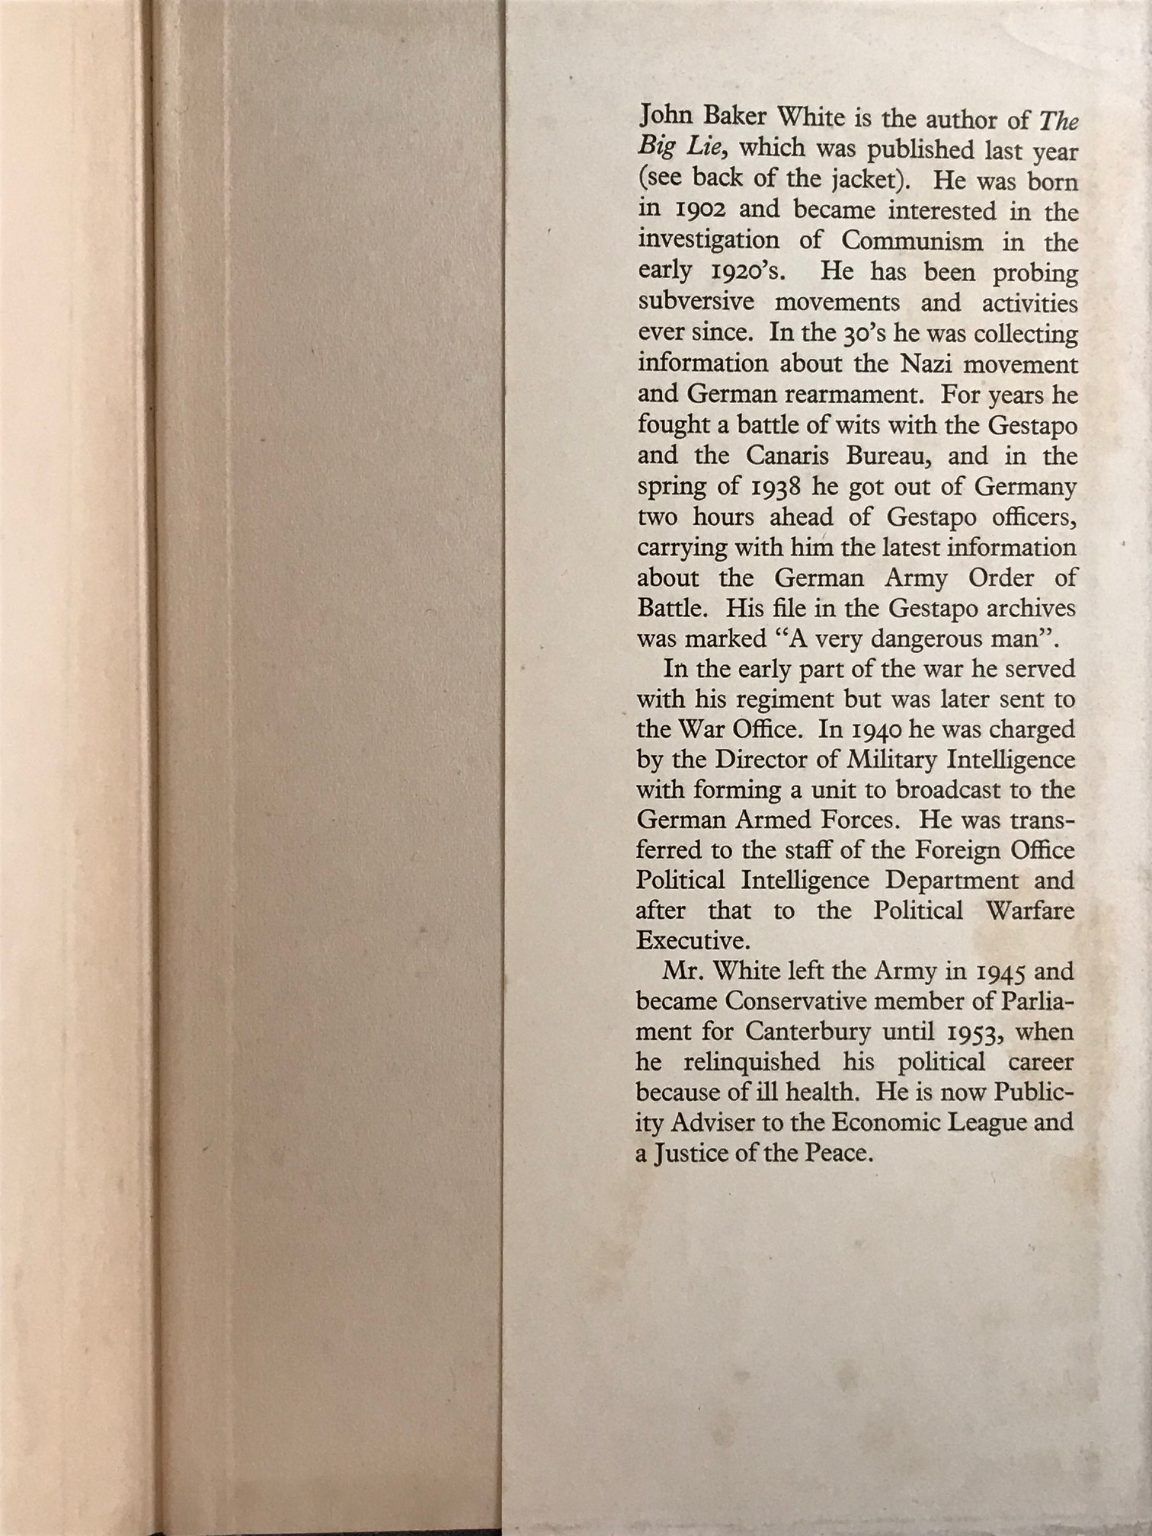 John Baker White is the author of The
Big Lie, which was published last year
(see back of the jacket). He was born
in 1902 and became interested in the
investigation of Communism in the
early 1920's. He has been probing
subversive movements and activities
ever since. In the 30's he was collecting
information about the Nazi movement
and German rearmament. For years he
fought a battle of wits with the Gestapo
and the Canaris Bureau, and in the
spring of 1938 he got out of Germany
two hours ahead of Gestapo officers,
carrying with him the latest information
about the German Army Order of
Battle. His file in the Gestapo archives
was marked “A very dangerous man”.
In the early part of the war he served
with his regiment but was later sent to
the War Office. In 1940 he was charged
by the Director of Military Intelligence
with forming a unit to broadcast to the
German Armed Forces. He was trans-
ferred to the staff of the Foreign Office
Political Intelligence Department and
after that to the Political Warfare
Executive.
Mr. White left the Army in 1945 and
became Conservative member of Parlia-
ment for Canterbury until 1953, when
he relinquished his political career
because of ill health. He is now Public-
ity Adviser to the Economic League and
a Justice of the Peace.